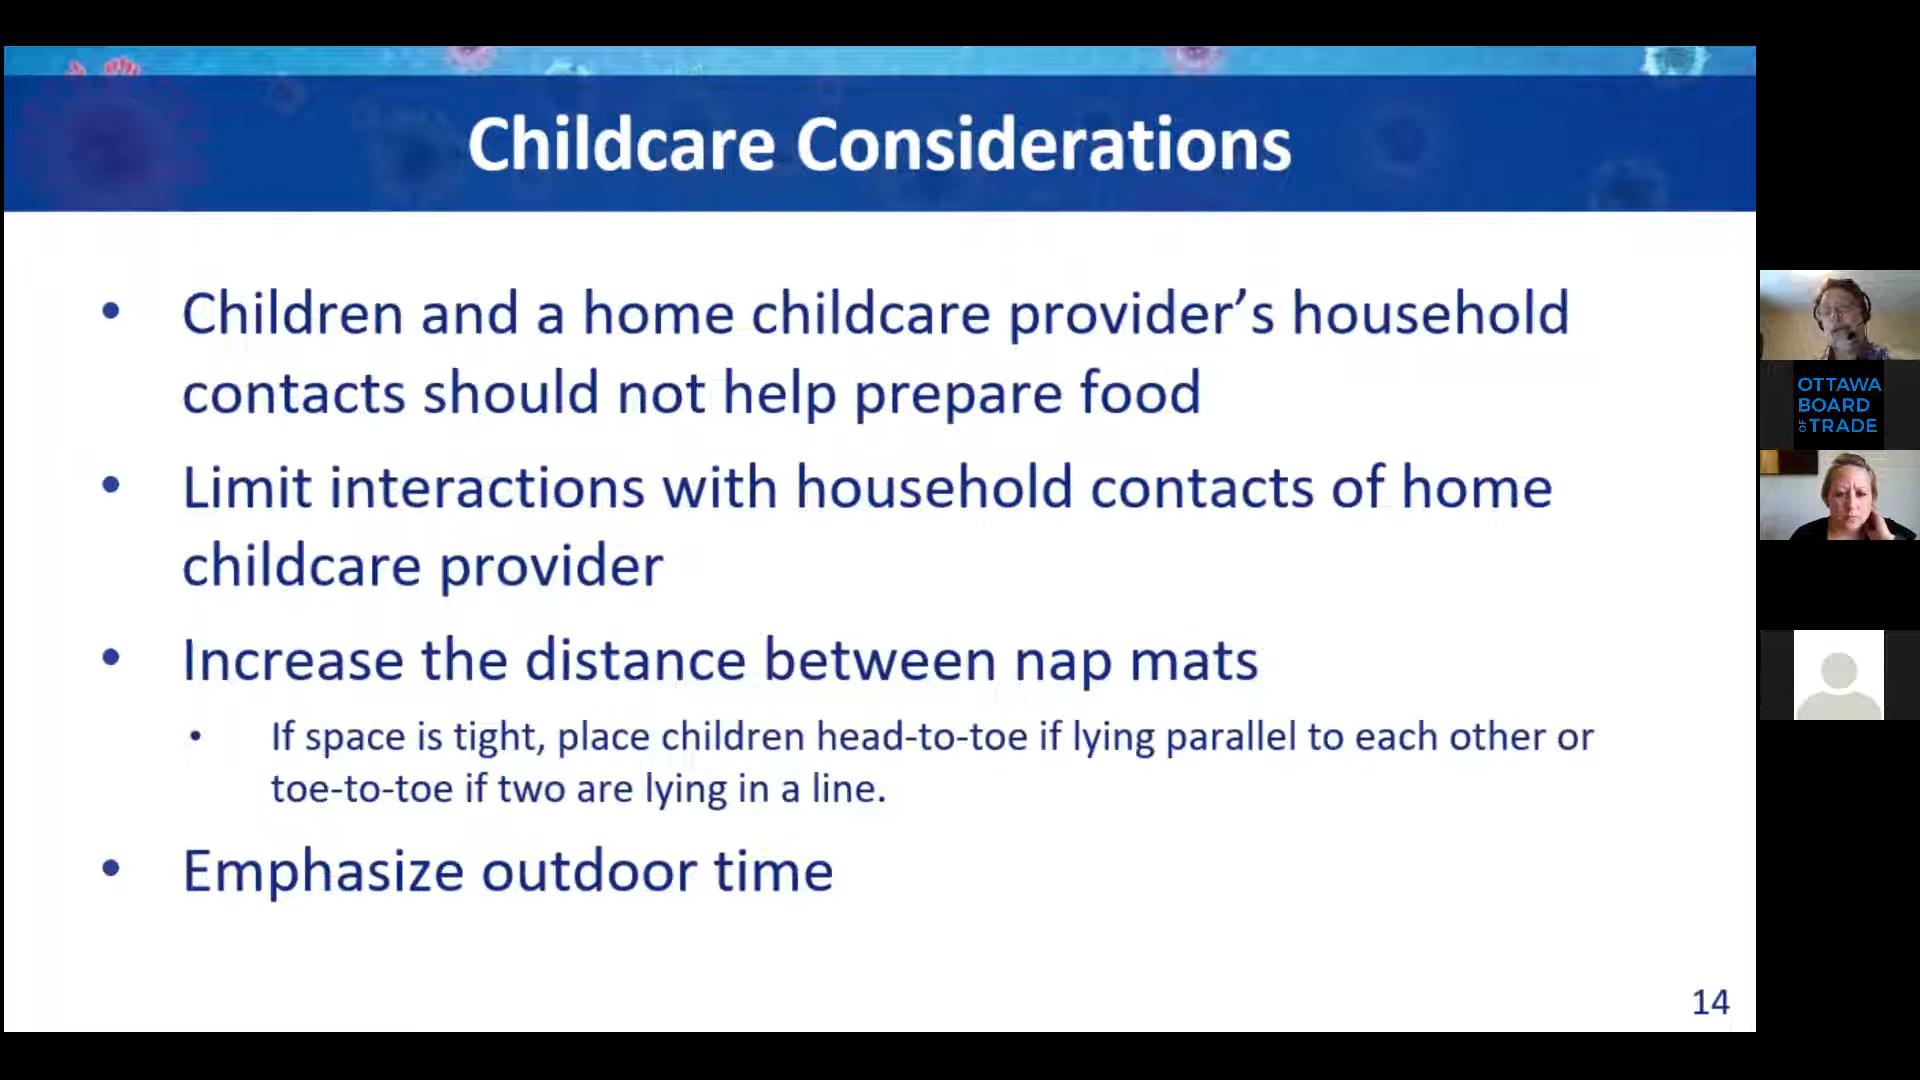 Childcare Considerations
• Children and a home childcare provider’s household
contacts should not help prepare food
• Limit interactions with household contacts of home
childcare provider
• Increase the distance between nap mats
• If space is tight, place children head-to-toe if lying parallel to each other or
toe-to-toe if two are lying in a line.
• Emphasize outdoor time
14
OTTAWA
BOARD
OF TRADE